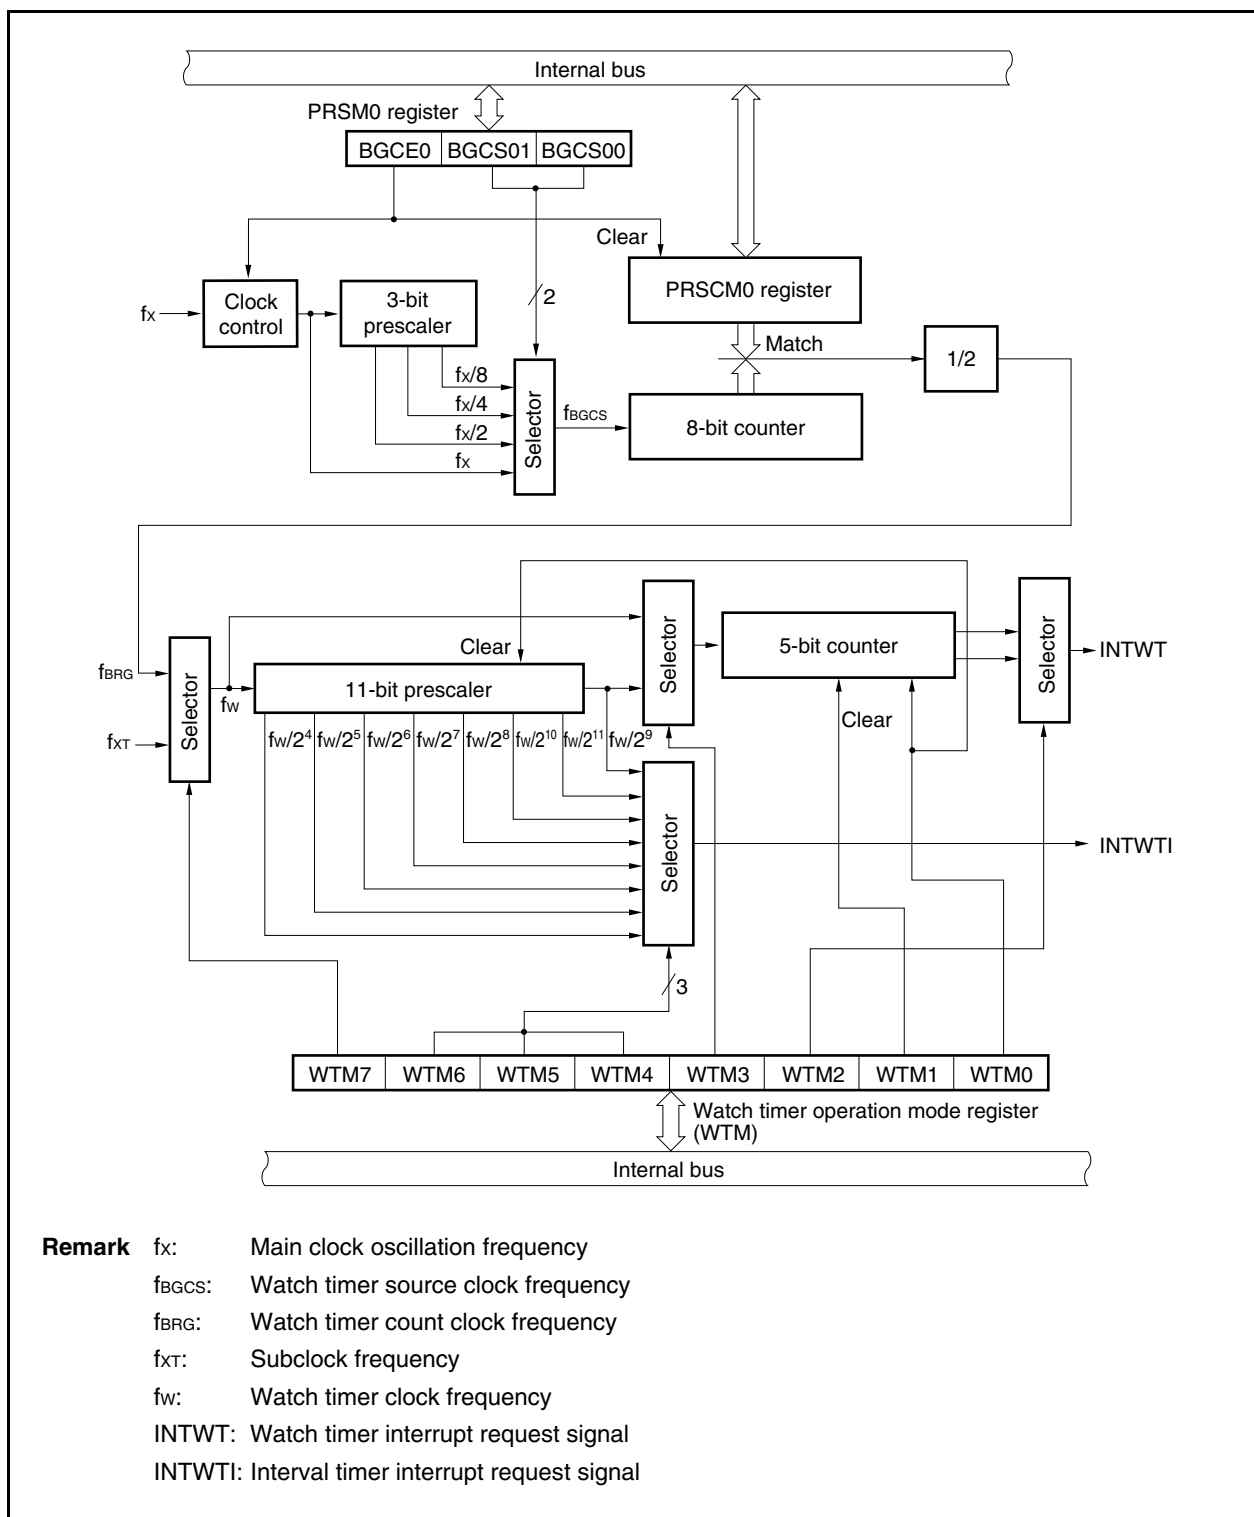 Internal bus
PRSM0 register
BGCE0 BGCS01 BGCS00
Clear
PRSCM0 register
fX
Clock control
3-bit prescaler
2
Match
1/2
fX/8
fX/4
fX/2
fX
Selector
fBGCS
8-bit counter
fBRG
fXT
Selector
fW
Clear
11-bit prescaler
fW/2⁴ fW/2⁵ fW/2⁶ fW/2⁷ fW/2⁸ fW/2¹⁰ fW/2¹¹ fW/2⁹
Selector
5-bit counter
Clear
Selector
INTWT
Selector
INTWTI
3
WTM7 WTM6 WTM5 WTM4 WTM3 WTM2 WTM1 WTM0
Watch timer operation mode register
(WTM)
Internal bus
Remark fX: Main clock oscillation frequency
fBGCS: Watch timer source clock frequency
fBRG: Watch timer count clock frequency
fXT: Subclock frequency
fW: Watch timer clock frequency
INTWT: Watch timer interrupt request signal
INTWTI: Interval timer interrupt request signal